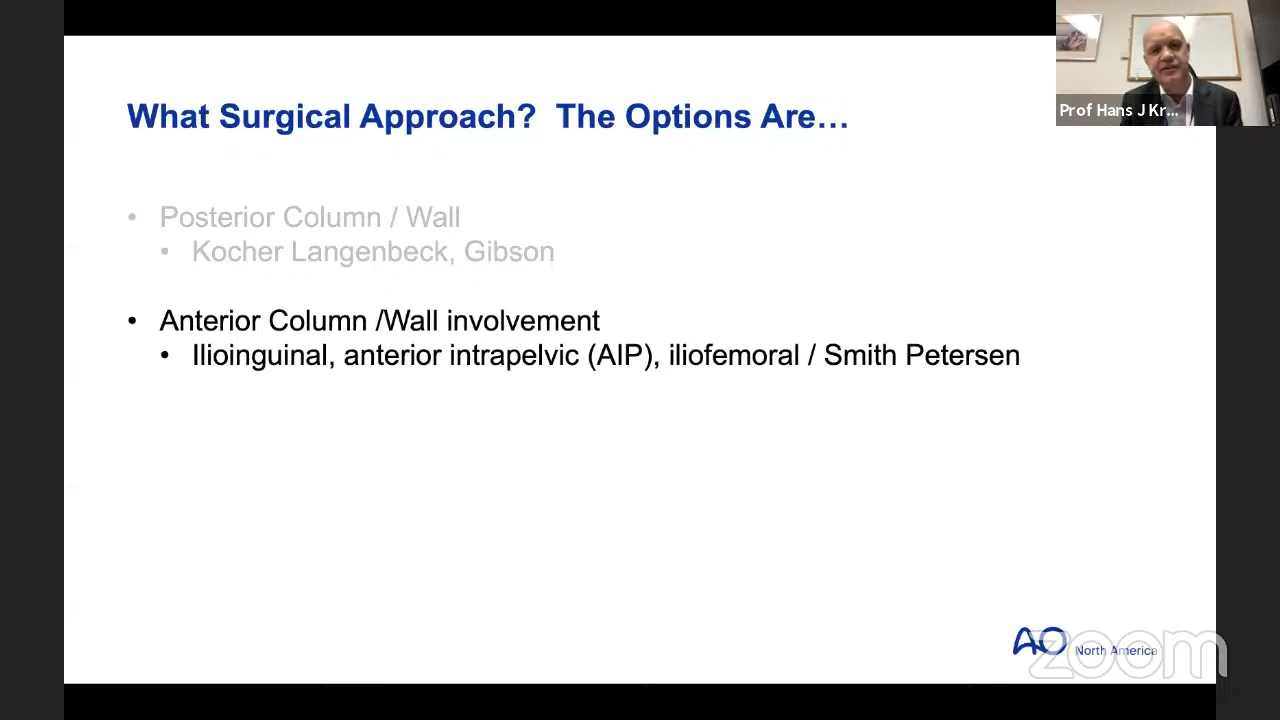 Prof Hans J Kr...
What Surgical Approach?  The Options Are…
• Posterior Column / Wall
• Kocher Langenbeck, Gibson
• Anterior Column /Wall involvement
• Ilioinguinal, anterior intrapelvic (AIP), iliofemoral / Smith Petersen
AO North America
zoom